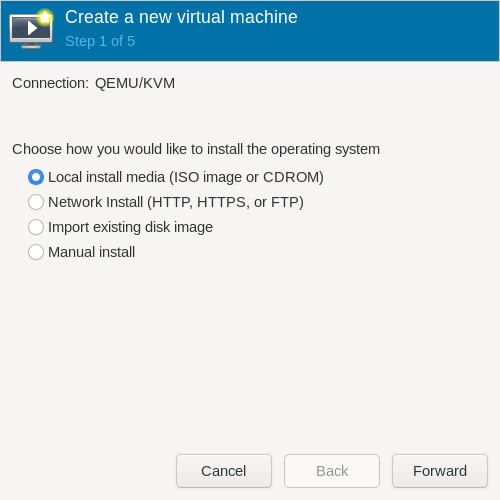 Create a new virtual machine
Step 1 of 5
Connection: QEMU/KVM
Choose how you would like to install the operating system
Local install media (ISO image or CDROM)
Network Install (HTTP, HTTPS, or FTP)
Import existing disk image
Manual install
Cancel Back Forward